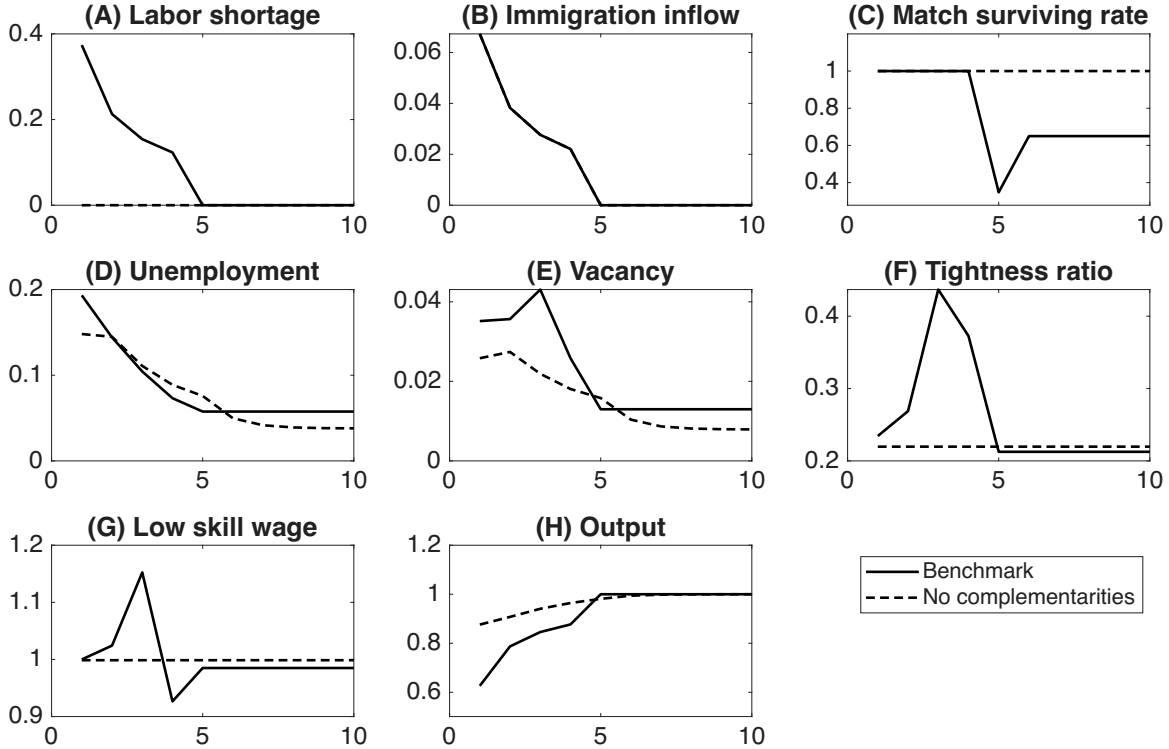 (A) Labor shortage
0.4
0.2
0
0 5 10
(B) Immigration inflow
0.06
0.04
0.02
0
0 5 10
(C) Match surviving rate
1
0.8
0.6
0.4
0 5 10
(D) Unemployment
0.2
0.1
0
0 5 10
(E) Vacancy
0.04
0.02
0
0 5 10
(F) Tightness ratio
0.4
0.3
0.2
0 5 10
(G) Low skill wage
1.2
1.1
1
0.9
0 5 10
(H) Output
1.2
1
0.8
0.6
0 5 10
Benchmark
No complementarities